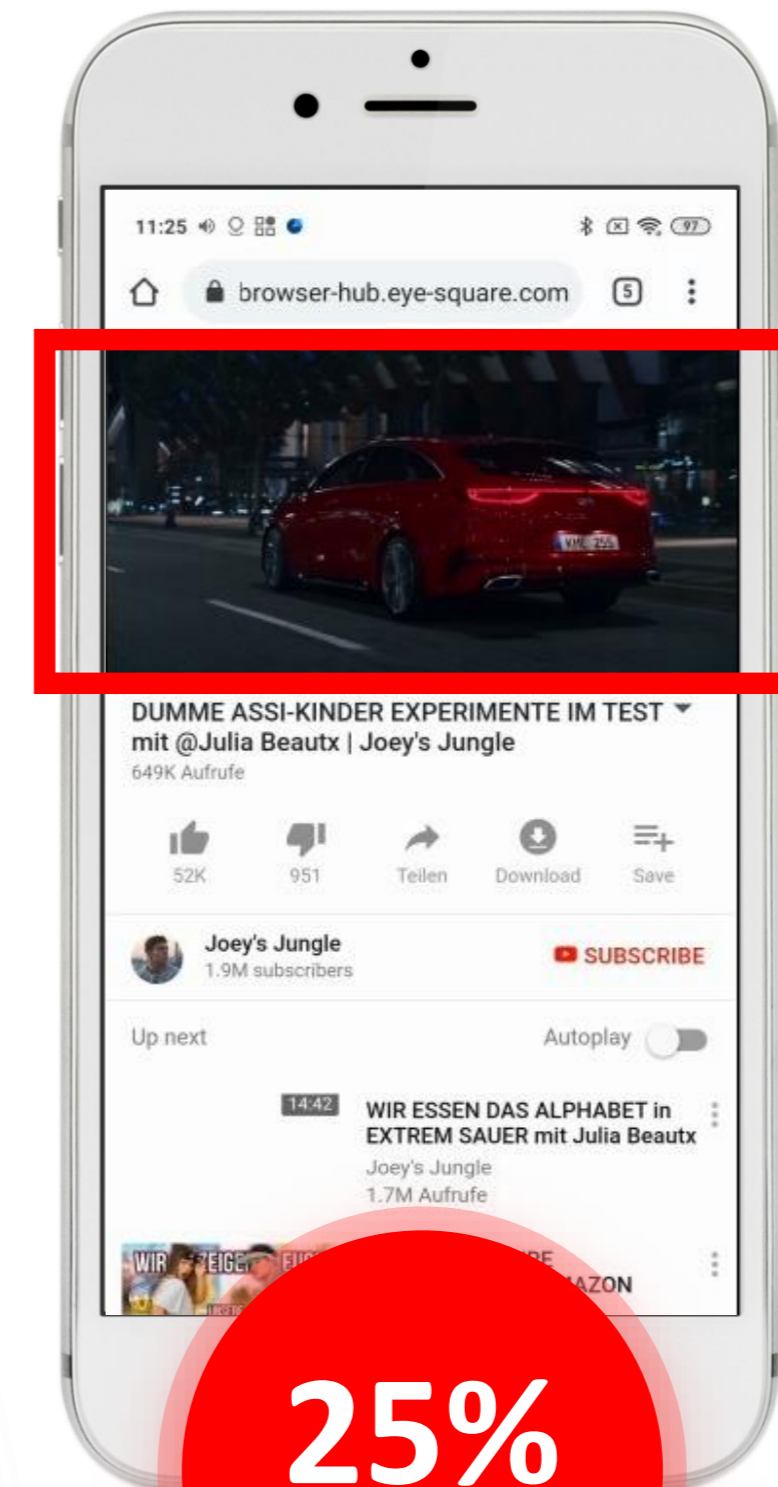 11:25
97
browser-hub.eye-square.com
5
DUMME ASSI-KINDER EXPERIMENTE IM TEST
mit @Julia Beautx | Joey's Jungle
649K Aufrufe
52K
951
Teilen
Download
Save
Joey's Jungle
1.9M subscribers
SUBSCRIBE
Up next
Autoplay
14:42
WIR ESSEN DAS ALPHABET in
EXTREM SAUER mit Julia Beautx
Joey's Jungle
1.7M Aufrufe
WIR
25%